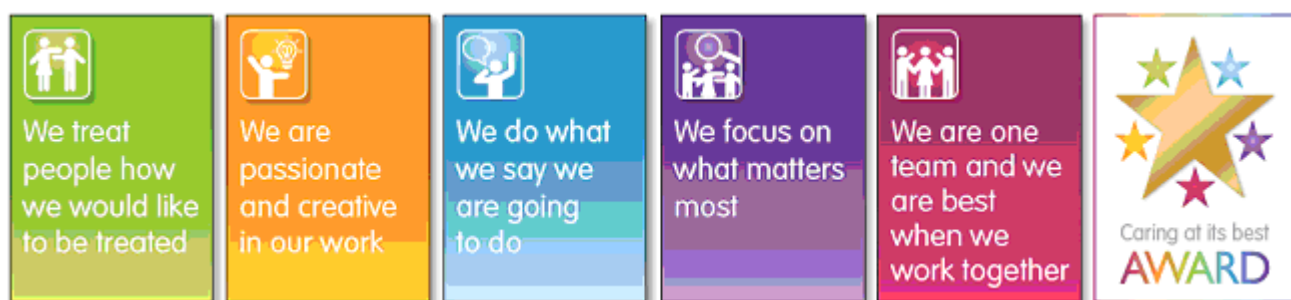 We treat
people how
we would like
to be treated
We are
passionate
and creative
in our work
We do what
we say we
are going
to do
We focus on
what matters
most
We are one
team and we
are best
when we
work together
Caring at its best
AWARD